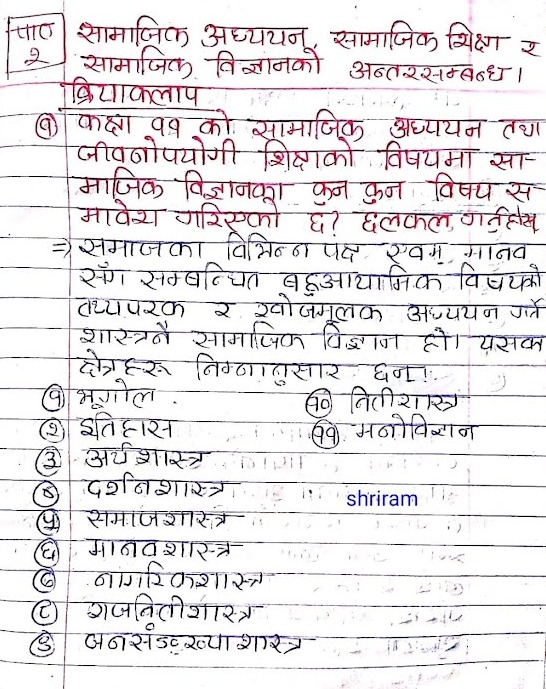 पाठ २
सामाजिक अध्ययन, सामाजिक शिक्षा र
सामाजिक विज्ञानको अन्तरसम्बन्ध।
क्रियाकलाप
(१) कक्षा ११ को सामाजिक अध्ययन तथा
जीवनोपयोगी शिक्षाको विषयमा सा-
माजिक विज्ञानका कुन कुन विषय स
मावेश गरिएको छ? छलफल गर्नुहोस्
=> समाजका विभिन्न पक्ष एवम् मानव
सँग सम्बन्धित बहुआयामिक विषयको
तथ्यपरक र खोजमूलक अध्ययन गर्ने
शास्त्रनै सामाजिक विज्ञान हो। यसका
क्षेत्रहरू निम्नानुसार छन्।
(१) भूगोल
(२) इतिहास
(३) अर्थशास्त्र
(४) दर्शनशास्त्र
(५) समाजशास्त्र
(६) मानवशास्त्र
(७) नागरिकशास्त्र
(८) राजनितीशास्त्र
(९) जनसङ्ख्याशास्त्र
(१०) नितीशास्त्र
(११) मनोविज्ञान
shriram